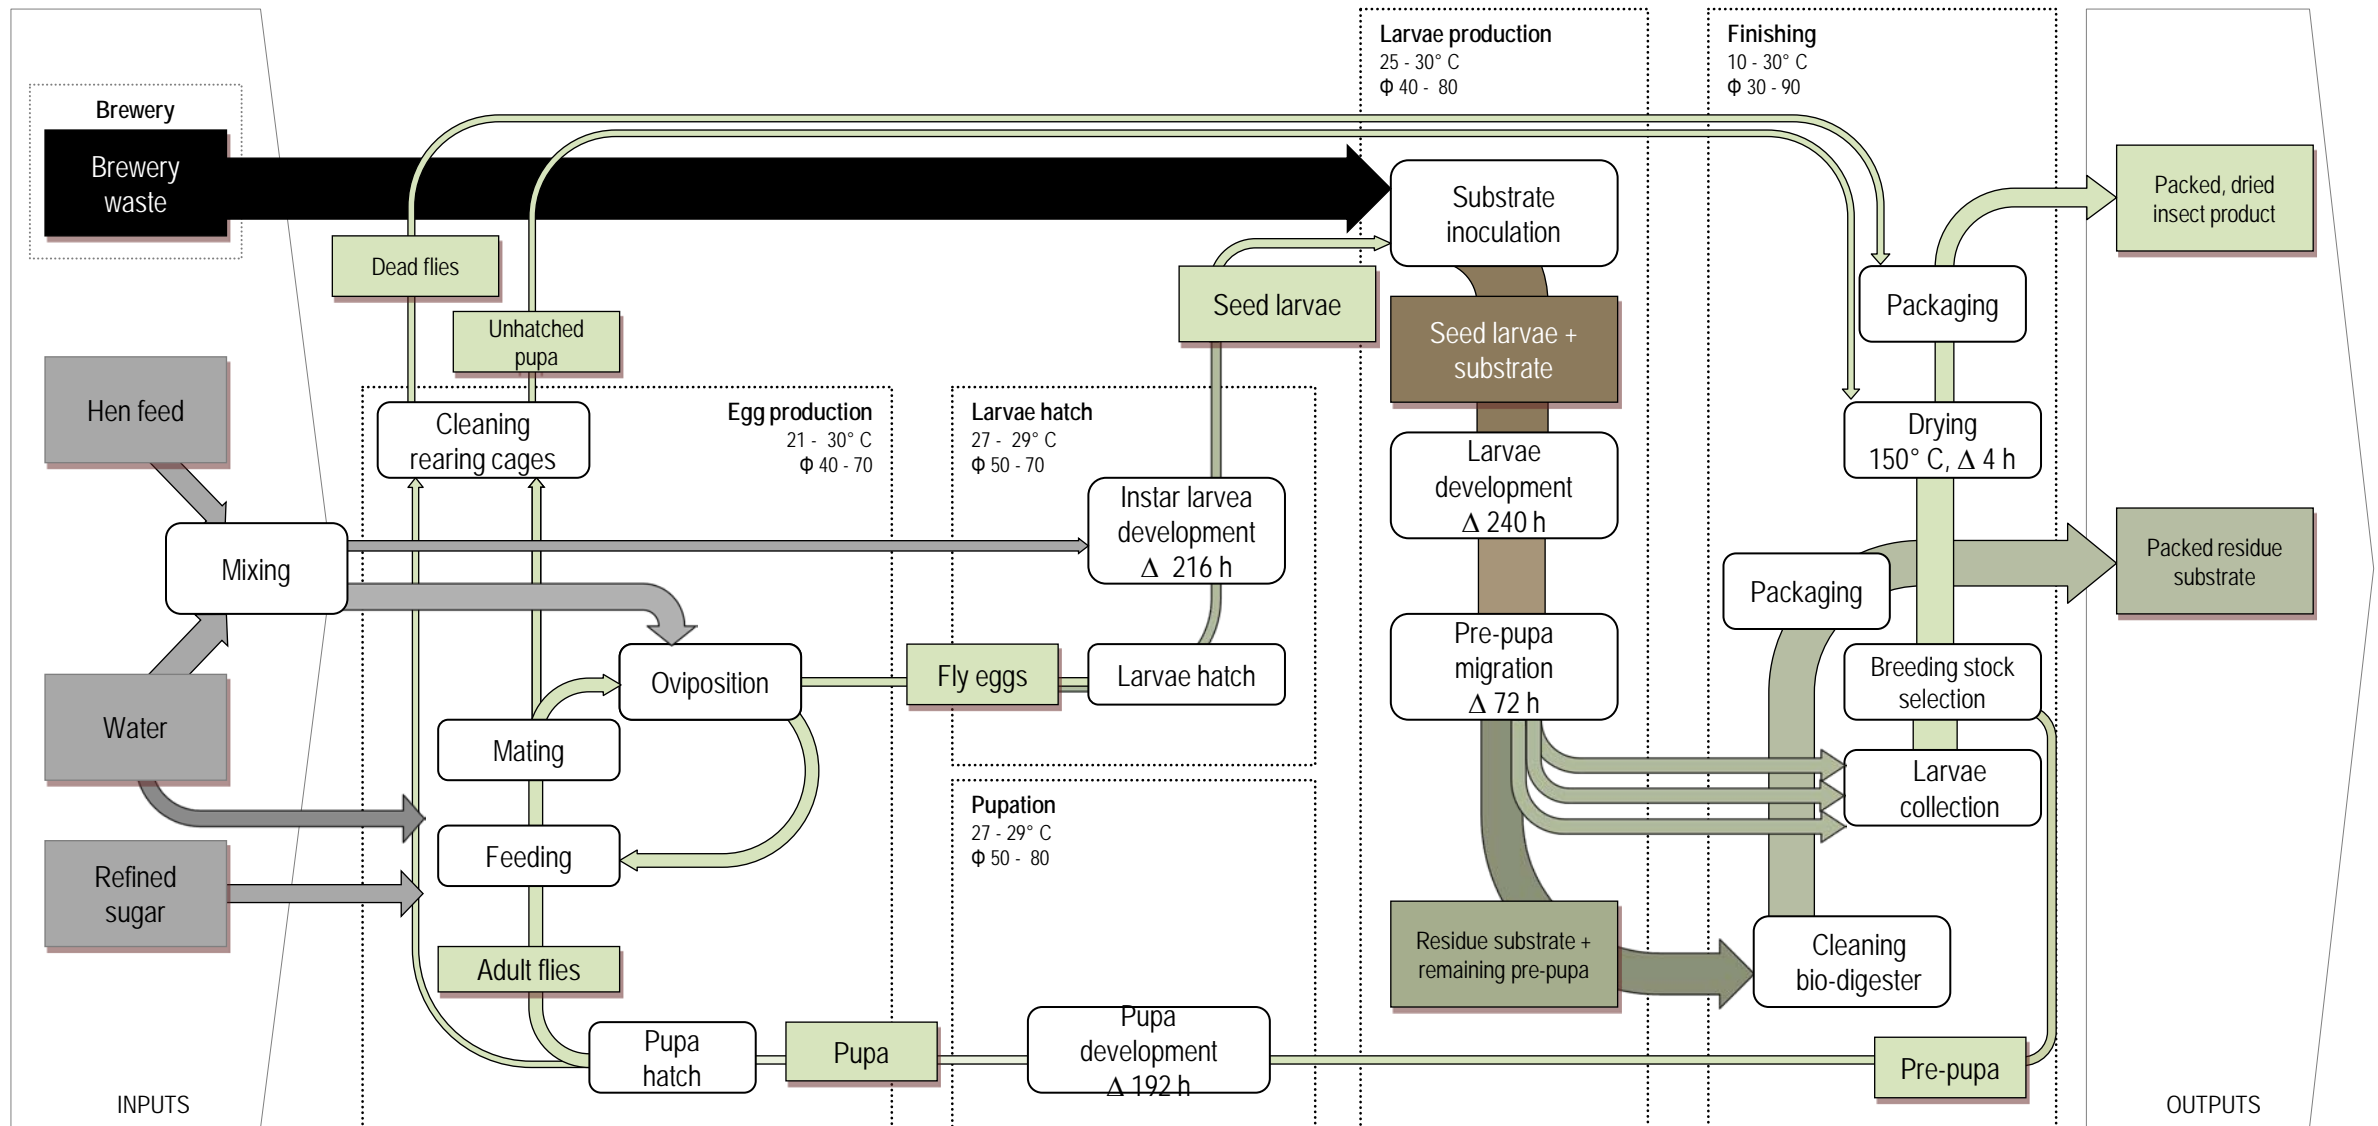 Larvae production
25 - 30° C
Φ 40 - 80
Finishing
10 - 30° C
Φ 30 - 90
Brewery
Brewery
waste
Substrate
inoculation
Packed, dried
insect product
Dead flies
Seed larvae
Packaging
Unhatched
pupa
Seed larvae +
substrate
Hen feed
Cleaning
rearing cages
Egg production
21 - 30° C
Φ 40 - 70
Larvae hatch
27 - 29° C
Φ 50 - 70
Drying
150° C, Δ 4 h
Larvae
development
Δ 240 h
Instar larvea
development
Δ 216 h
Mixing
Packaging
Packed residue
substrate
Pre-pupa
migration
Δ 72 h
Oviposition
Fly eggs
Larvae hatch
Breeding stock
selection
Water
Mating
Larvae
collection
Pupation
27 - 29° C
Φ 50 - 80
Feeding
Refined
sugar
Residue substrate +
remaining pre-pupa
Cleaning
bio-digester
Adult flies
Pupa
hatch
Pupa
Pupa
development
Δ 192 h
Pre-pupa
INPUTS
OUTPUTS